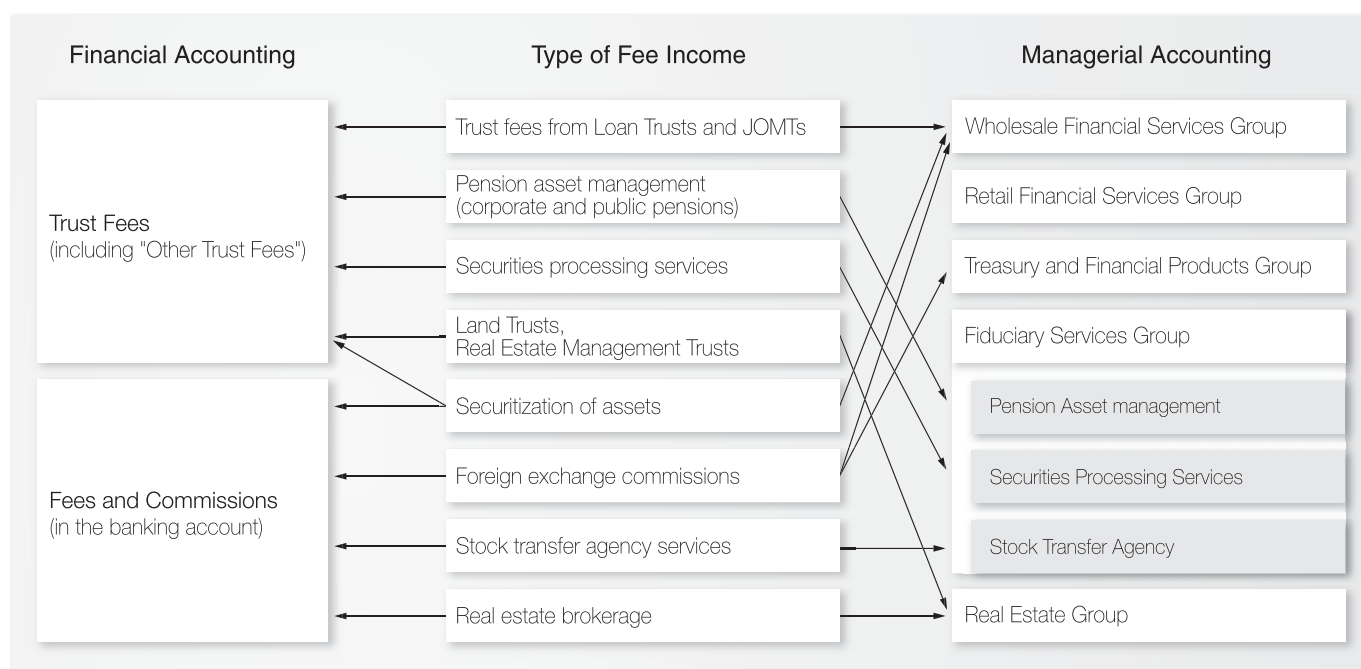 Financial Accounting
Type of Fee Income
Managerial Accounting
Trust Fees
(including "Other Trust Fees")
Fees and Commissions
(in the banking account)
Trust fees from Loan Trusts and JOMTs
Pension asset management
(corporate and public pensions)
Securities processing services
Land Trusts,
Real Estate Management Trusts
Securitization of assets
Foreign exchange commissions
Stock transfer agency services
Real estate brokerage
Wholesale Financial Services Group
Retail Financial Services Group
Treasury and Financial Products Group
Fiduciary Services Group
Pension Asset management
Securities Processing Services
Stock Transfer Agency
Real Estate Group